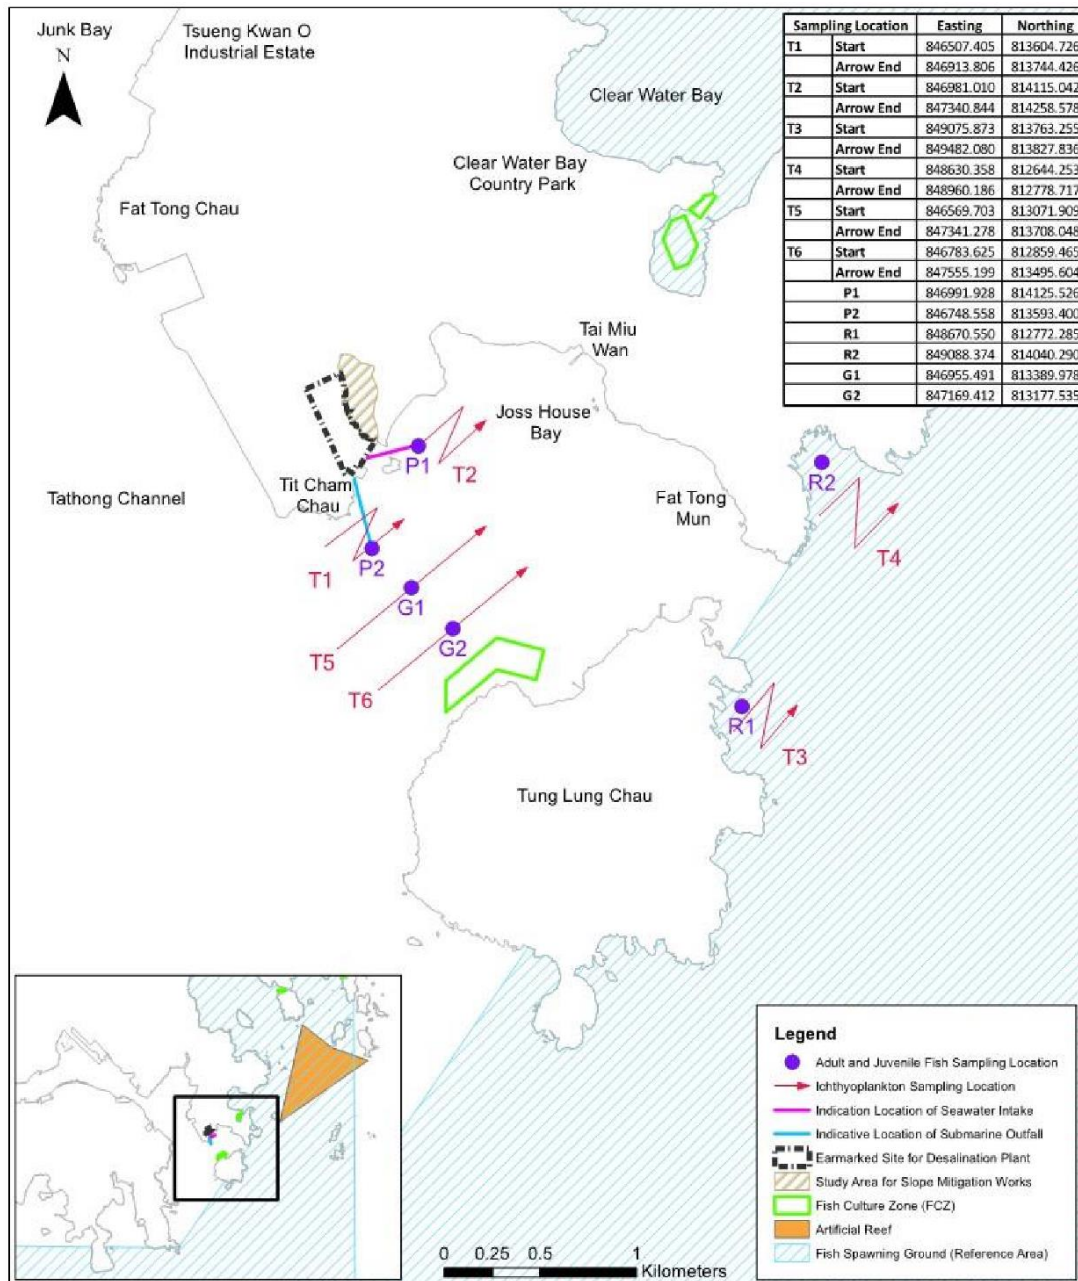 Junk Bay
N
Tsueng Kwan O
Industrial Estate
Clear Water Bay
Clear Water Bay
Country Park
Fat Tong Chau
Tai Miu
Wan
Joss House
Bay
Tathong Channel
Tit Cham
Chau
Fat Tong
Mun
P1
T2
R2
T4
T1
P2
G1
T5
G2
T6
R1
T3
Tung Lung Chau
Sampling Location Easting Northing
T1 Start 846507.405 813604.726
Arrow End 846913.806 813744.426
T2 Start 846981.010 814115.042
Arrow End 847340.844 814258.578
T3 Start 849075.873 813763.255
Arrow End 849482.080 813827.836
T4 Start 848630.358 812644.253
Arrow End 848960.186 812778.717
T5 Start 846569.703 813071.909
Arrow End 847341.278 813708.048
T6 Start 846783.625 812859.465
Arrow End 847555.199 813495.604
P1 846991.928 814125.526
P2 846748.558 813593.400
R1 848670.550 812772.285
R2 849088.374 814040.290
G1 846955.491 813389.978
G2 847169.412 813177.535
Legend
Adult and Juvenile Fish Sampling Location
Ichthyoplankton Sampling Location
Indication Location of Seawater Intake
Indicative Location of Submarine Outfall
Earmarked Site for Desalination Plant
Study Area for Slope Mitigation Works
Fish Culture Zone (FCZ)
Artificial Reef
Fish Spawning Ground (Reference Area)
0 0.25 0.5 1
Kilometers